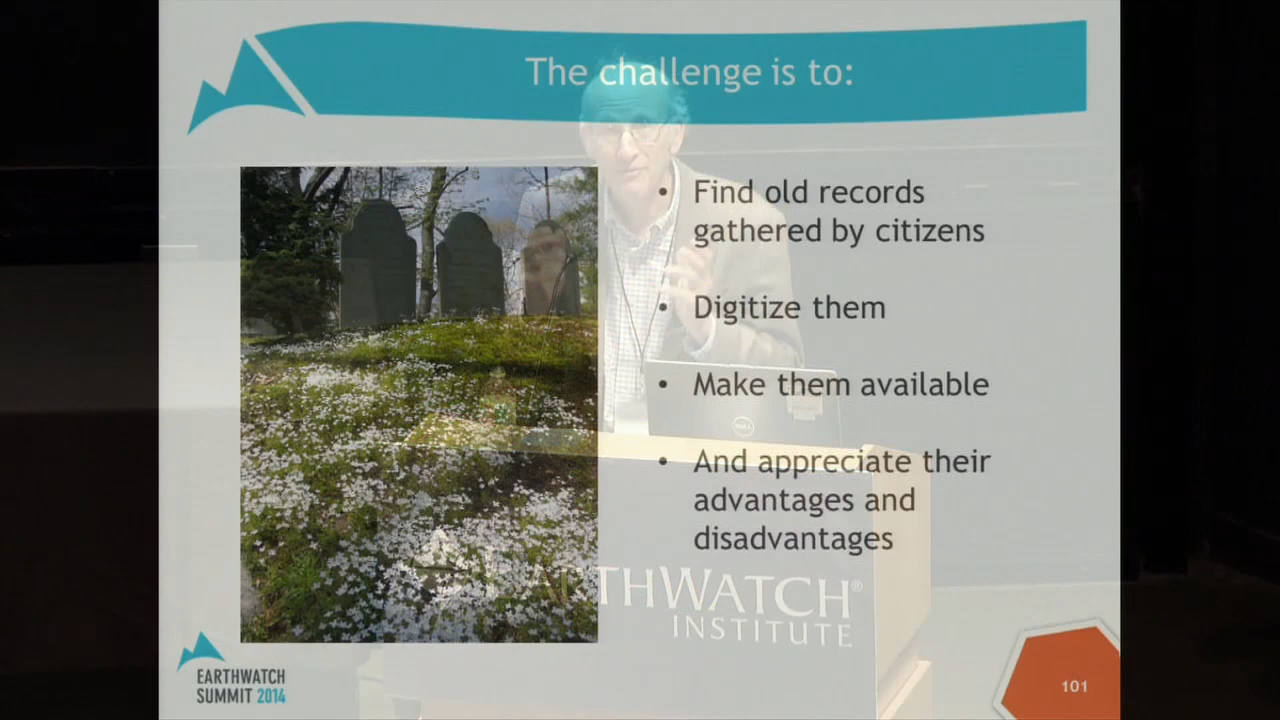 The challenge is to:
• Find old records
gathered by citizens
• Digitize them
• Make them available
DELL
• And appreciate their
advantages and
disadvantages
EARTHWATCH®
INSTITUTE
EARTHWATCH
SUMMIT 2014
101